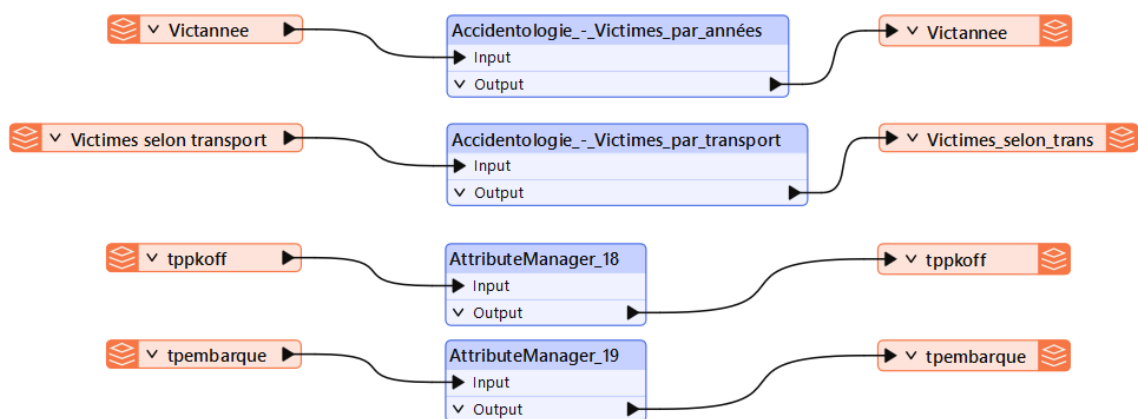 Victannee
Accidentologie_-_Victimes_par_années
Input
Output
Victannee
Victimes selon transport
Accidentologie_-_Victimes_par_transport
Input
Output
Victimes_selon_trans
tppkoff
AttributeManager_18
Input
Output
tppkoff
tpembarque
AttributeManager_19
Input
Output
tpembarque